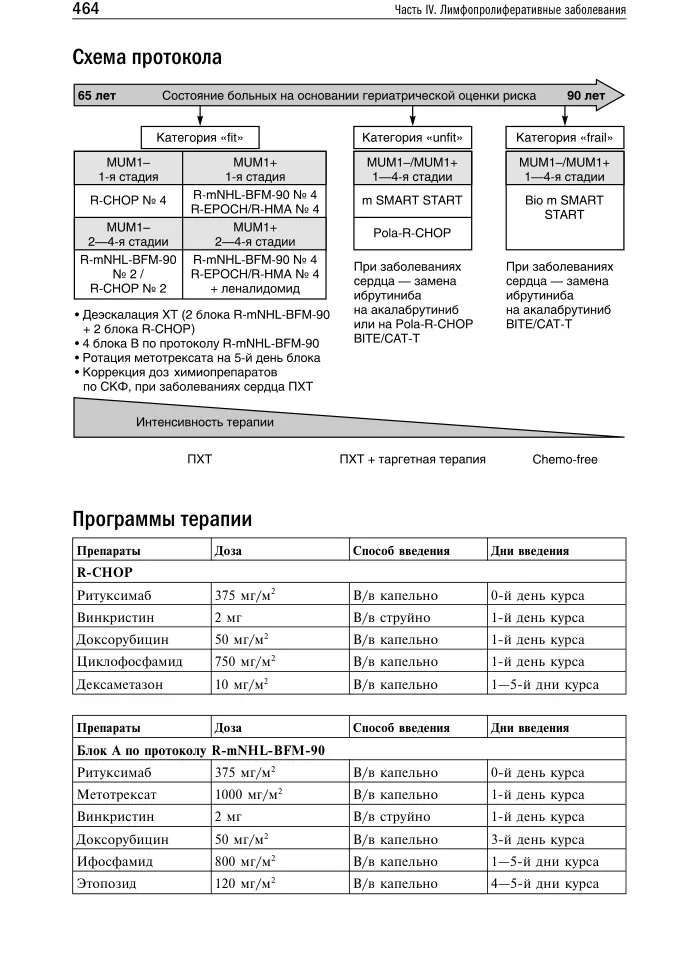 464
Часть IV. Лимфопролиферативные заболевания
Схема протокола
65 лет Состояние больных на основании гериатрической оценки риска 90 лет
Категория «fit» Категория «unfit» Категория «frail»
MUM1–
1-я стадия
MUM1+
1-я стадия
R-CHOP № 4
R-mNHL-BFM-90 № 4
R-EPOCH/R-HMA № 4
MUM1–
2—4-я стадии
MUM1+
2—4-я стадии
R-mNHL-BFM-90
№ 2 /
R-CHOP № 2
R-mNHL-BFM-90 № 4
R-EPOCH/R-HMA № 4
+ леналидомид
• Деэскалация ХТ (2 блока R-mNHL-BFM-90
+ 2 блока R-CHOP)
• 4 блока В по протоколу R-mNHL-BFM-90
• Ротация метотрексата на 5-й день блока
• Коррекция доз химиопрепаратов
по СКФ, при заболеваниях сердца ПХТ
MUM1–/MUM1+
1—4-я стадии
m SMART START
Pola-R-CHOP
При заболеваниях
сердца — замена
ибрутиниба
на акалабрутиниб
или на Pola-R-CHOP
BITE/CAT-T
MUM1–/MUM1+
1—4-я стадии
Bio m SMART
START
При заболеваниях
сердца — замена
ибрутиниба
на акалабрутиниб
BITE/CAT-T
Интенсивность терапии
ПХТ ПХТ + таргетная терапия Chemo-free
Программы терапии
Препараты Доза Способ введения Дни введения
R-CHOP
Ритуксимаб 375 мг/м² В/в капельно 0-й день курса
Винкристин 2 мг В/в струйно 1-й день курса
Доксорубицин 50 мг/м² В/в капельно 1-й день курса
Циклофосфамид 750 мг/м² В/в капельно 1-й день курса
Дексаметазон 10 мг/м² В/в капельно 1—5-й дни курса
Препараты Доза Способ введения Дни введения
Блок А по протоколу R-mNHL-BFM-90
Ритуксимаб 375 мг/м² В/в капельно 0-й день курса
Метотрексат 1000 мг/м² В/в капельно 1-й день курса
Винкристин 2 мг В/в струйно 1-й день курса
Доксорубицин 50 мг/м² В/в капельно 3-й день курса
Ифосфамид 800 мг/м² В/в капельно 1—5-й дни курса
Этопозид 120 мг/м² В/в капельно 4—5-й дни курса